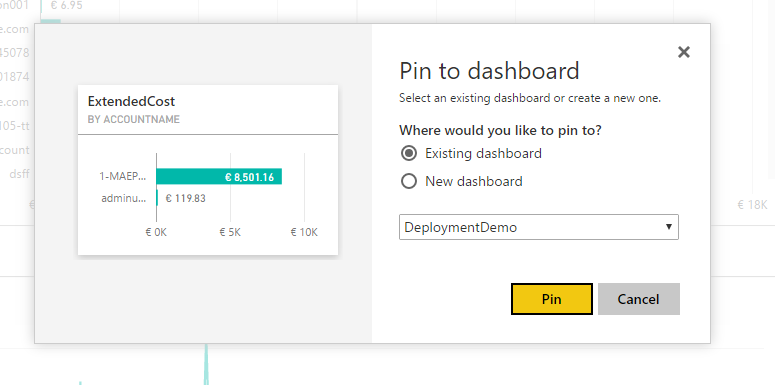 on001
€ 6.95
e.com
45078
01874
e.com
105-tt
count
dsff
€
€ 18K
ExtendedCost
BY ACCOUNTNAME
1-MAEP...
€ 8,501.16
adminu...
€ 119.83
€ 0K
€ 5K
€ 10K
Pin to dashboard
Select an existing dashboard or create a new one.
Where would you like to pin to?
Existing dashboard
New dashboard
DeploymentDemo
Pin
Cancel